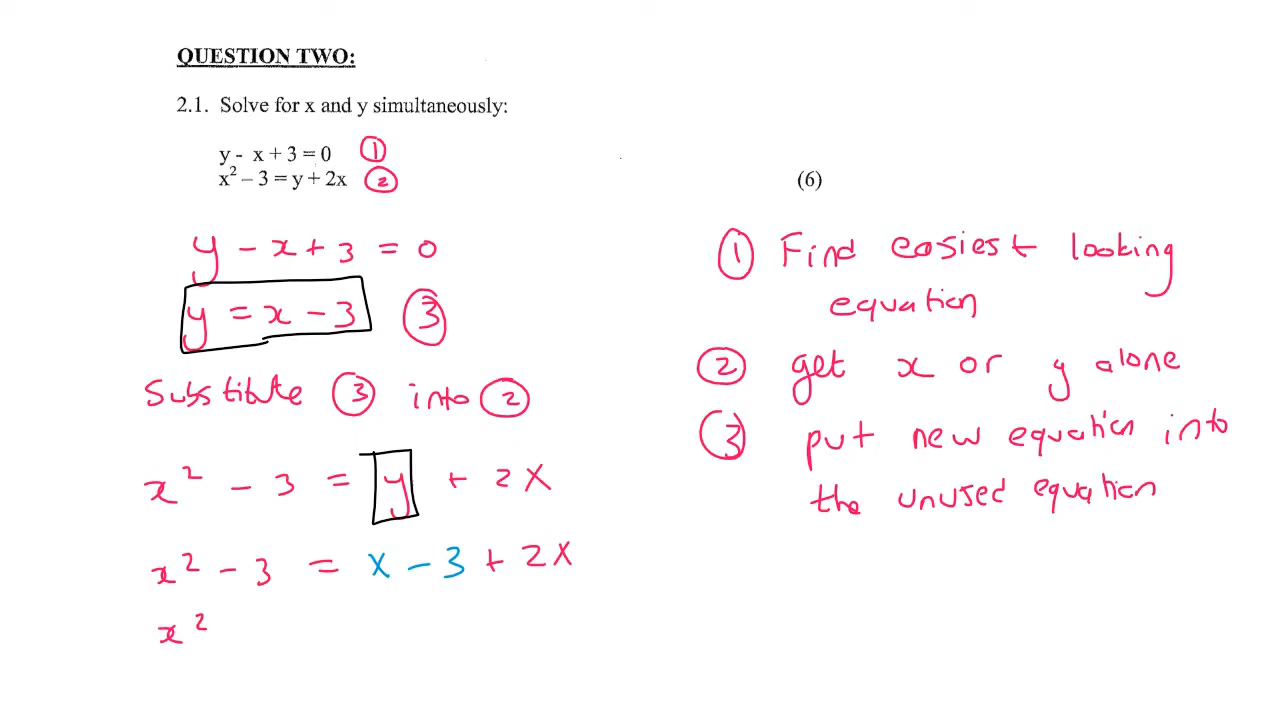 QUESTION TWO:
2.1. Solve for x and y simultaneously:
y - x + 3 = 0 ①
x² – 3 = y + 2x ②
(6)
y - x + 3 = 0
y = x - 3 ③
Substitute ③ into ②
x² - 3 = y + 2x
x² - 3 = x - 3 + 2x
x²
① Find easiest looking
equation
② get x or y alone
③ put new equation into
the unused equation